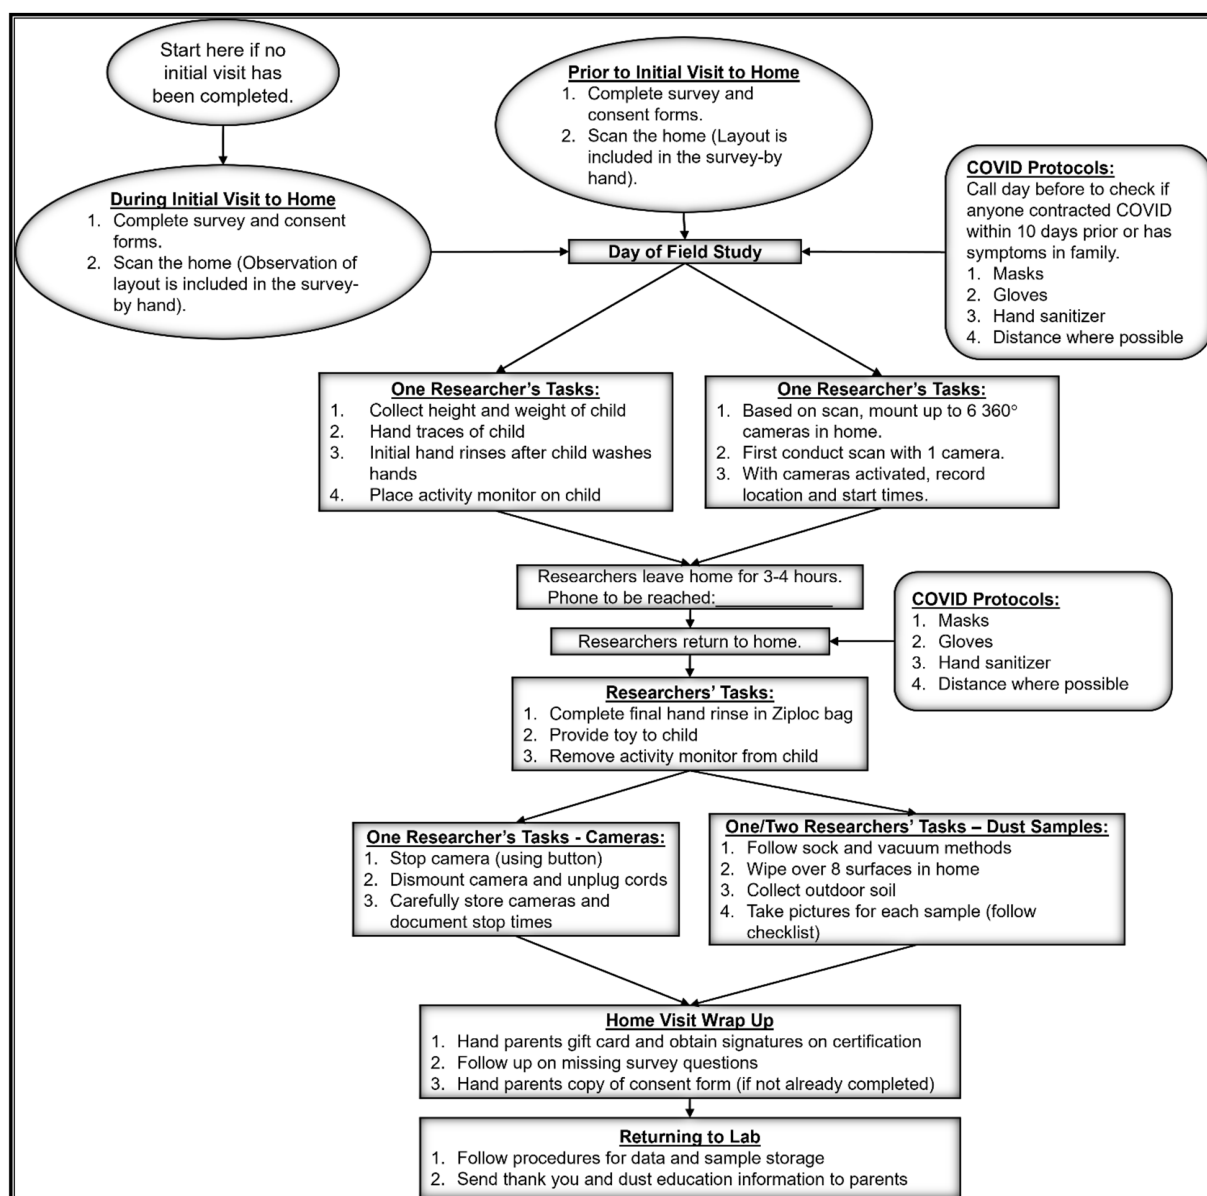 Start here if no
initial visit has
been completed.
Prior to Initial Visit to Home
1. Complete survey and
consent forms.
2. Scan the home (Layout is
included in the survey-by
hand).
During Initial Visit to Home
1. Complete survey and consent
forms.
2. Scan the home (Observation of
layout is included in the survey-
by hand).
COVID Protocols:
Call day before to check if
anyone contracted COVID
within 10 days prior or has
symptoms in family.
1. Masks
2. Gloves
3. Hand sanitizer
4. Distance where possible
Day of Field Study
One Researcher's Tasks:
1. Collect height and weight of child
2. Hand traces of child
3. Initial hand rinses after child washes
hands
4. Place activity monitor on child
One Researcher's Tasks:
1. Based on scan, mount up to 6 360°
cameras in home.
2. First conduct scan with 1 camera.
3. With cameras activated, record
location and start times.
Researchers leave home for 3-4 hours.
Phone to be reached:____________
Researchers return to home.
COVID Protocols:
1. Masks
2. Gloves
3. Hand sanitizer
4. Distance where possible
Researchers' Tasks:
1. Complete final hand rinse in Ziploc bag
2. Provide toy to child
3. Remove activity monitor from child
One Researcher's Tasks - Cameras:
1. Stop camera (using button)
2. Dismount camera and unplug cords
3. Carefully store cameras and
document stop times
One/Two Researchers' Tasks – Dust Samples:
1. Follow sock and vacuum methods
2. Wipe over 8 surfaces in home
3. Collect outdoor soil
4. Take pictures for each sample (follow
checklist)
Home Visit Wrap Up
1. Hand parents gift card and obtain signatures on certification
2. Follow up on missing survey questions
3. Hand parents copy of consent form (if not already completed)
Returning to Lab
1. Follow procedures for data and sample storage
2. Send thank you and dust education information to parents